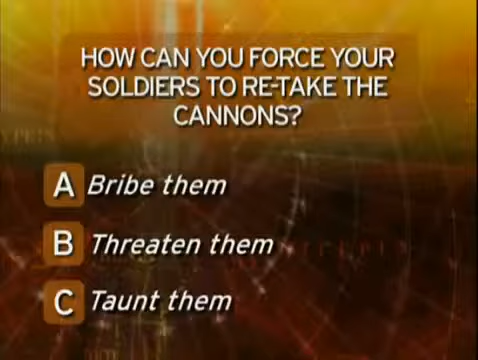 HOW CAN YOU FORCE YOUR
SOLDIERS TO RE-TAKE THE
CANNONS?
A Bribe them
B Threaten them
C Taunt them